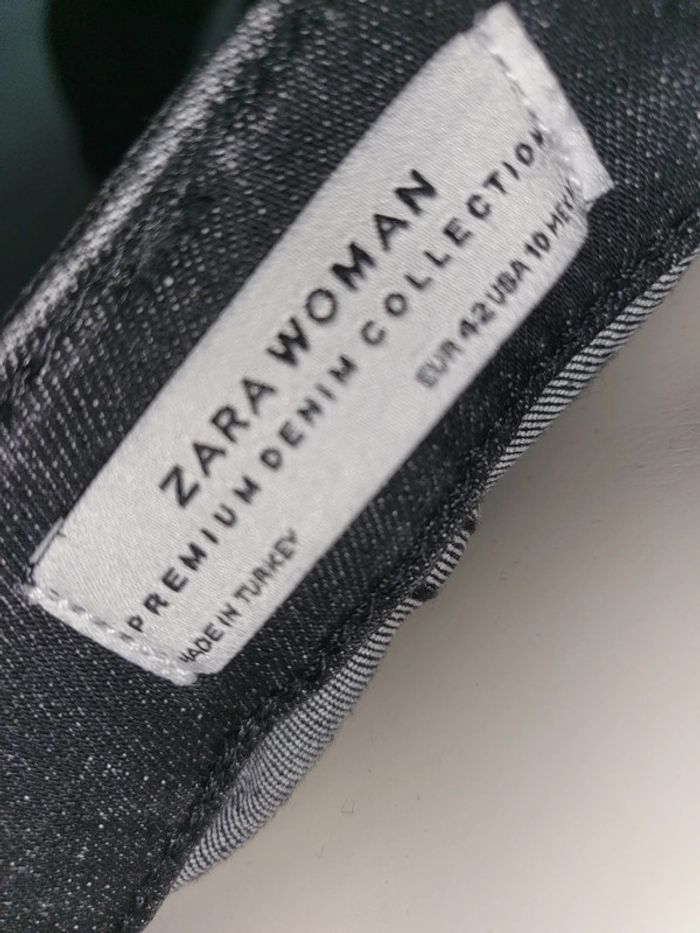 ZARA WOMAN
PREMIUM DENIM COLLECTION
MADE IN TURKEY
EUR 42 USA 10